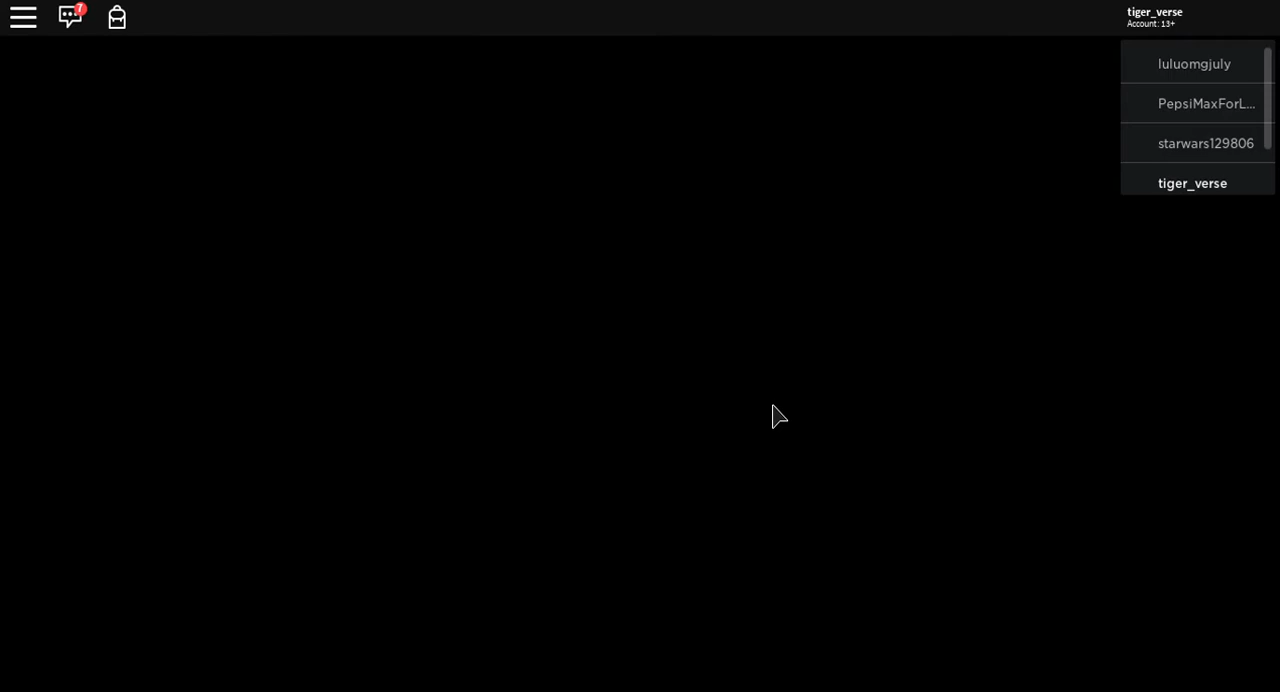 7
tiger_verse
Account: 13+
luluomgjuly
PepsiMaxForL...
starwars129806
tiger_verse